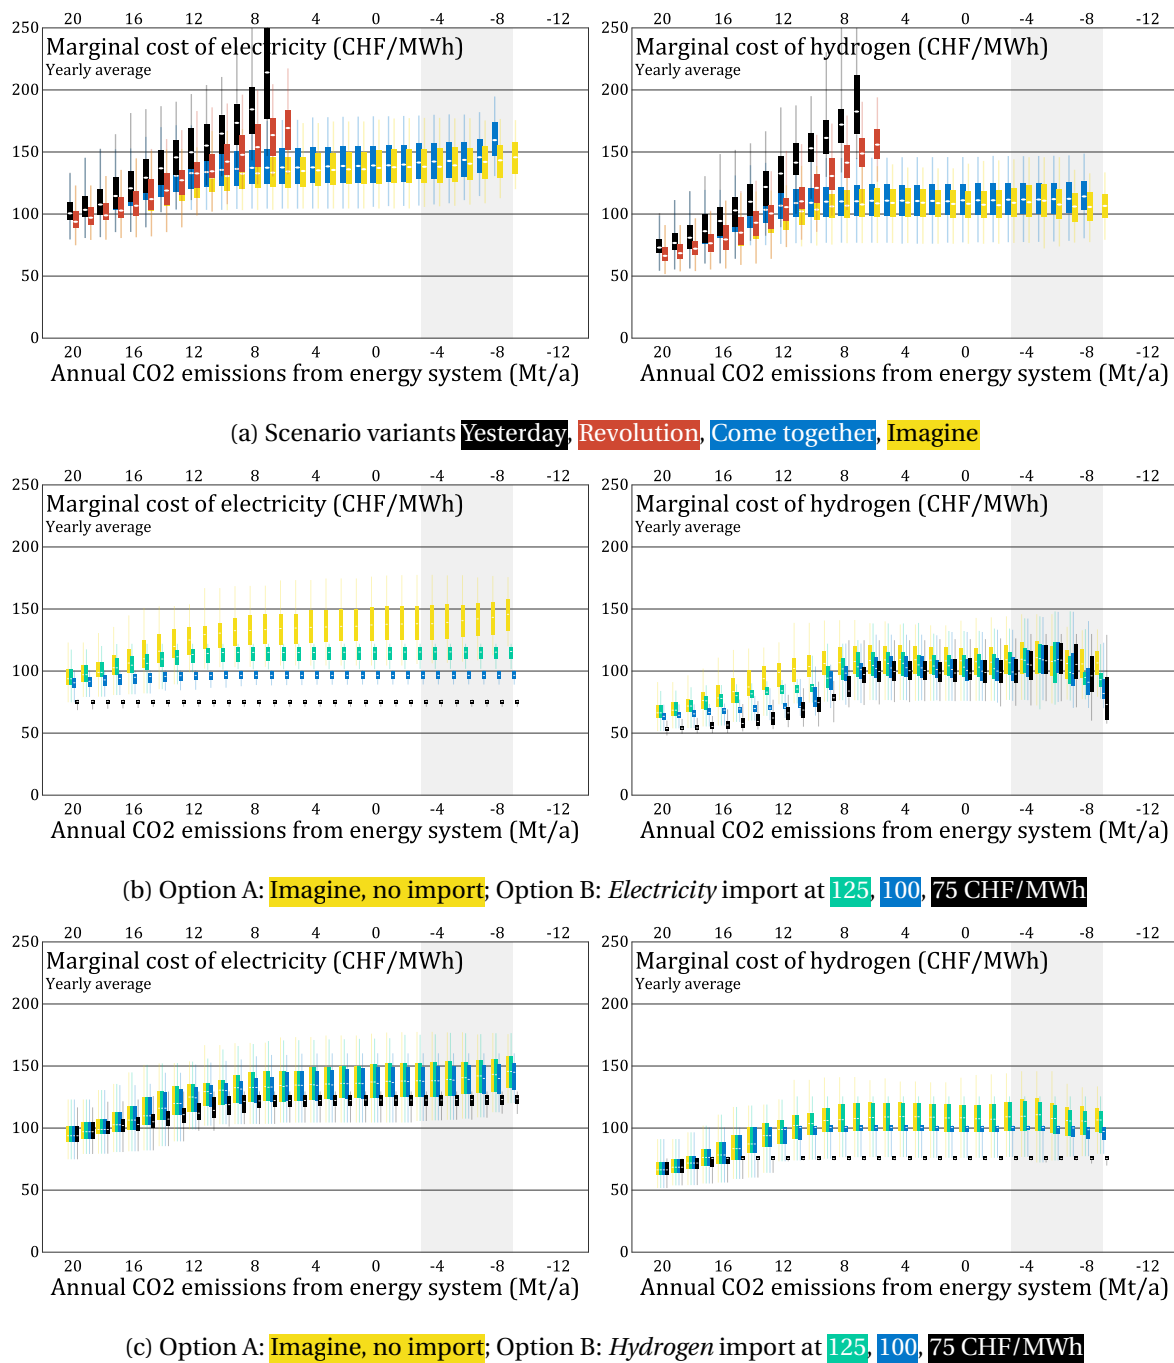 20 16 12 8 4 0 -4 -8 -12
20 16 12 8 4 0 -4 -8 -12
250
Marginal cost of electricity (CHF/MWh)
Yearly average
200
150
100
50
0
20 16 12 8 4 0 -4 -8 -12
Annual CO2 emissions from energy system (Mt/a)
250
Marginal cost of hydrogen (CHF/MWh)
Yearly average
200
150
100
50
0
20 16 12 8 4 0 -4 -8 -12
Annual CO2 emissions from energy system (Mt/a)
(a) Scenario variants Yesterday, Revolution, Come together, Imagine
20 16 12 8 4 0 -4 -8 -12
20 16 12 8 4 0 -4 -8 -12
250
Marginal cost of electricity (CHF/MWh)
Yearly average
200
150
100
50
0
20 16 12 8 4 0 -4 -8 -12
Annual CO2 emissions from energy system (Mt/a)
250
Marginal cost of hydrogen (CHF/MWh)
Yearly average
200
150
100
50
0
20 16 12 8 4 0 -4 -8 -12
Annual CO2 emissions from energy system (Mt/a)
(b) Option A: Imagine, no import; Option B: Electricity import at 125, 100, 75 CHF/MWh
20 16 12 8 4 0 -4 -8 -12
20 16 12 8 4 0 -4 -8 -12
250
Marginal cost of electricity (CHF/MWh)
Yearly average
200
150
100
50
0
20 16 12 8 4 0 -4 -8 -12
Annual CO2 emissions from energy system (Mt/a)
250
Marginal cost of hydrogen (CHF/MWh)
Yearly average
200
150
100
50
0
20 16 12 8 4 0 -4 -8 -12
Annual CO2 emissions from energy system (Mt/a)
(c) Option A: Imagine, no import; Option B: Hydrogen import at 125, 100, 75 CHF/MWh